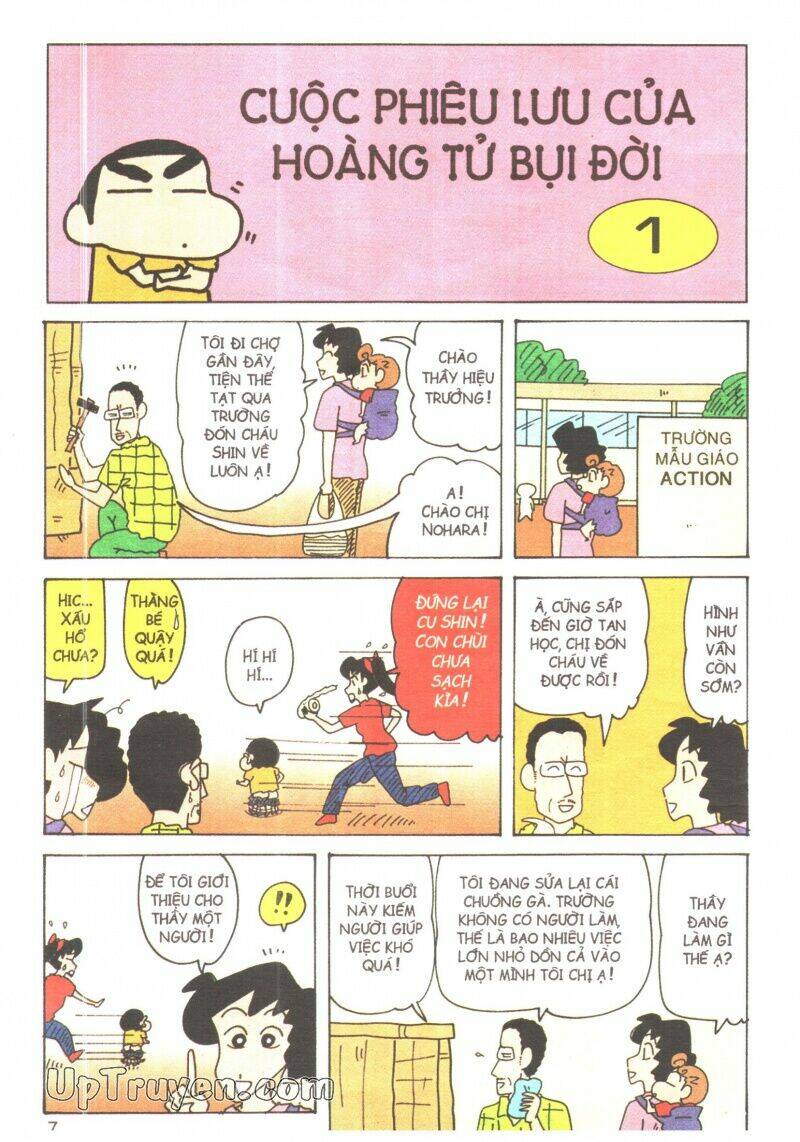 CUỘC PHIÊU LƯU CỦA
HOÀNG TỬ BỤI ĐỜI
1
TRƯỜNG
MẪU GIÁO
ACTION
CHÀO
THẦY HIỆU
TRƯỞNG!
TÔI ĐI CHỢ
GẦN ĐÂY,
TIỆN THỂ
TẠT QUA
TRƯỜNG
ĐÓN CHÁU
SHIN VỀ
LUÔN Ạ!
A!
CHÀO CHỊ
NOHARA!
HÌNH
NHƯ
VẪN
CÒN
SỚM?
À, CŨNG SẮP
ĐẾN GIỜ TAN
HỌC, CHỊ ĐÓN
CHÁU VỀ
ĐƯỢC RỒI!
ĐỨNG LẠI
CU SHIN!
CON CHÙI
CHƯA
SẠCH
KÌA!
HÍ HÍ
HÍ...
THẰNG
BÉ
QUẬY
QUÁ!
HIC...
XẤU
HỔ
CHƯA?
THẦY
ĐANG
LÀM GÌ
THẾ Ạ?
TÔI ĐANG SỬA LẠI CÁI
CHUỒNG GÀ. TRƯỜNG
KHÔNG CÓ NGƯỜI LÀM,
THẾ LÀ BAO NHIÊU VIỆC
LỚN NHỎ DỒN CẢ VÀO
MỘT MÌNH TÔI CHỊ Ạ!
THỜI BUỔI
NÀY KIẾM
NGƯỜI GIÚP
VIỆC KHÓ
QUÁ!
!!
ĐỂ TÔI GIỚI
THIỆU CHO
THẦY MỘT
NGƯỜI!
UpTruyen.com
7